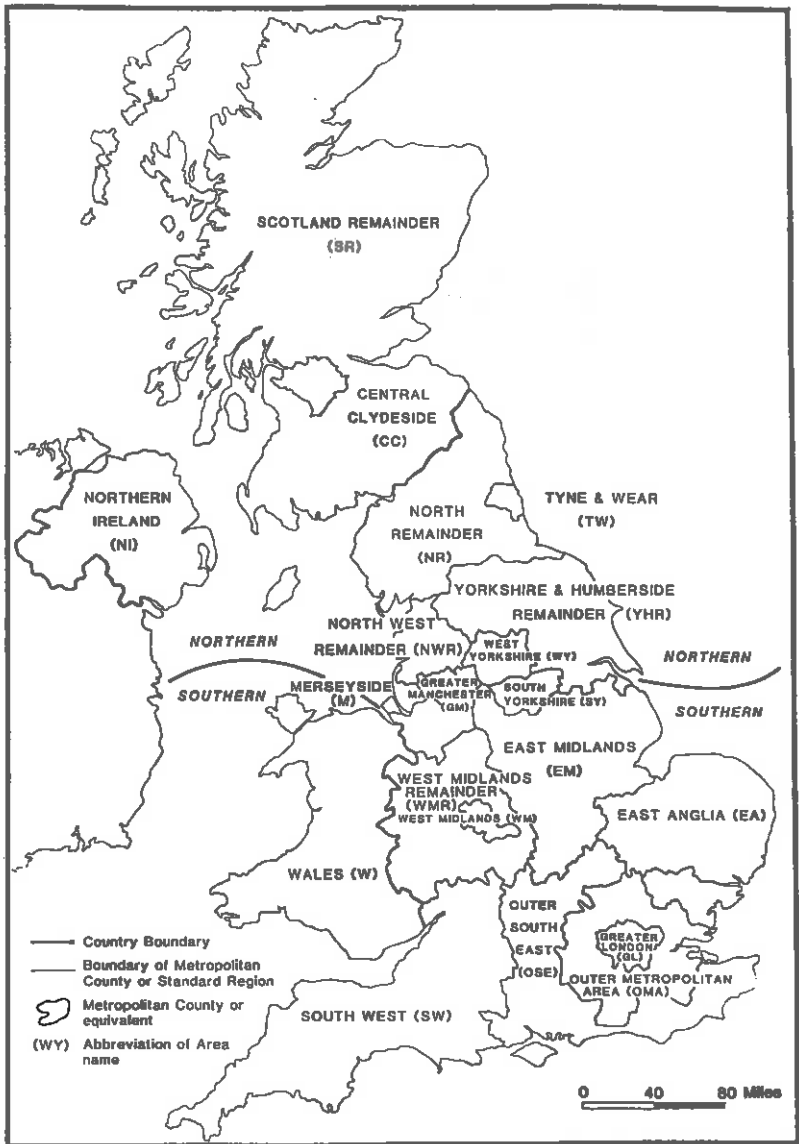 SCOTLAND REMAINDER
(SR)
CENTRAL
CLYDESIDE
(CC)
NORTHERN
IRELAND
(NI)
NORTH
REMAINDER
(NR)
TYNE & WEAR
(TW)
YORKSHIRE & HUMBERSIDE
REMAINDER (YHR)
NORTH WEST
REMAINDER (NWR)
WEST
YORKSHIRE (WY)
NORTHERN
SOUTHERN
NORTHERN
SOUTHERN
MERSEYSIDE
(M)
GREATER
MANCHESTER
(GM)
SOUTH
YORKSHIRE (SY)
EAST MIDLANDS
(EM)
WEST MIDLANDS
REMAINDER
(WMR)
WEST MIDLANDS (WM)
EAST ANGLIA (EA)
WALES (W)
OUTER
SOUTH
EAST
(OSE)
GREATER
LONDON
(GL)
OUTER METROPOLITAN
AREA (OMA)
SOUTH WEST (SW)
Country Boundary
Boundary of Metropolitan
County or Standard Region
Metropolitan County or
equivalent
(WY) Abbreviation of Area
name
0 40 80 Miles